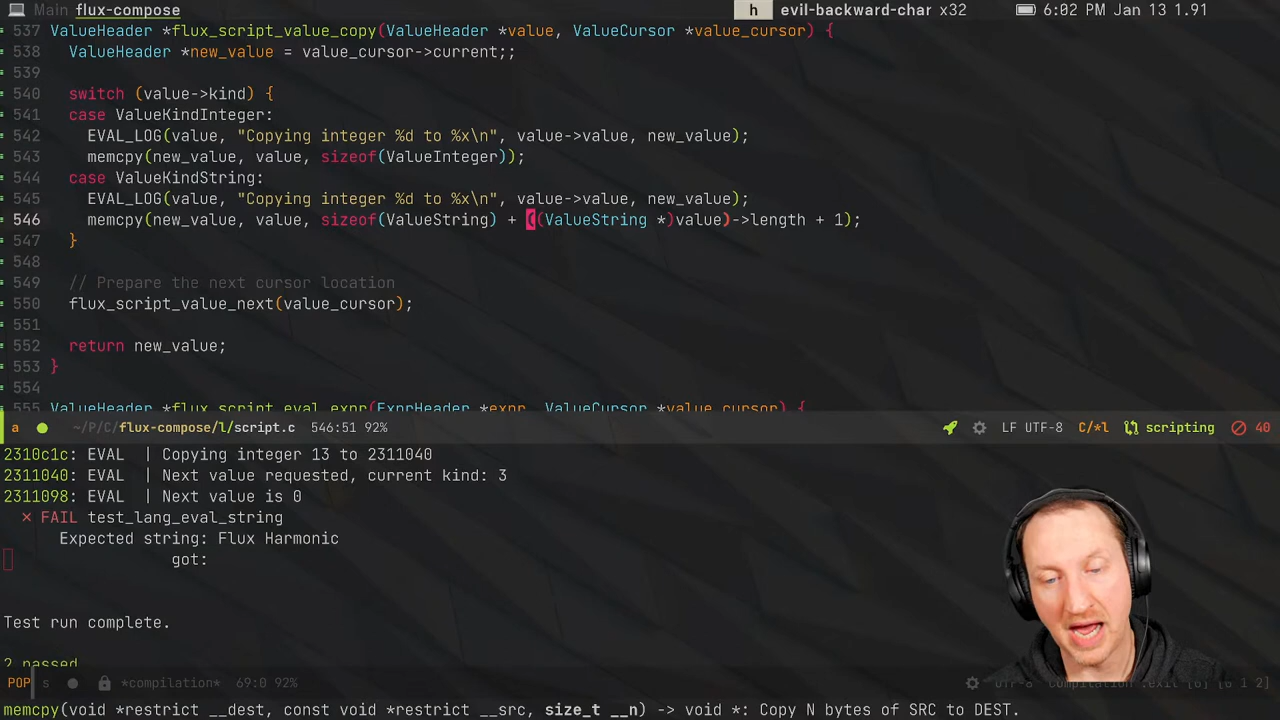 Main flux-compose h evil-backward-char x32 6:02 PM Jan 13 1.91
537 ValueHeader *flux_script_value_copy(ValueHeader *value, ValueCursor *value_cursor) {
538 ValueHeader *new_value = value_cursor->current;;
539
540 switch (value->kind) {
541 case ValueKindInteger:
542 EVAL_LOG(value, "Copying integer %d to %x\n", value->value, new_value);
543 memcpy(new_value, value, sizeof(ValueInteger));
544 case ValueKindString:
545 EVAL_LOG(value, "Copying integer %d to %x\n", value->value, new_value);
546 memcpy(new_value, value, sizeof(ValueString) + ((ValueString *)value)->length + 1);
547 }
548
549 // Prepare the next cursor location
550 flux_script_value_next(value_cursor);
551
552 return new_value;
553 }
554
555 ValueHeader *flux_script_eval_expr(ExprHeader *expr, ValueCursor *value_cursor) {
a ~/P/C/flux-compose/l/script.c 546:51 92% LF UTF-8 C/*l scripting 40
2310c1c: EVAL | Copying integer 13 to 2311040
2311040: EVAL | Next value requested, current kind: 3
2311098: EVAL | Next value is 0
× FAIL test_lang_eval_string
Expected string: Flux Harmonic
got:
Test run complete.
2 passed
POP s *compilation* 69:0 92% UTF-8
memcpy(void *restrict __dest, const void *restrict __src, size_t __n) -> void *: Copy N bytes of SRC to DEST.